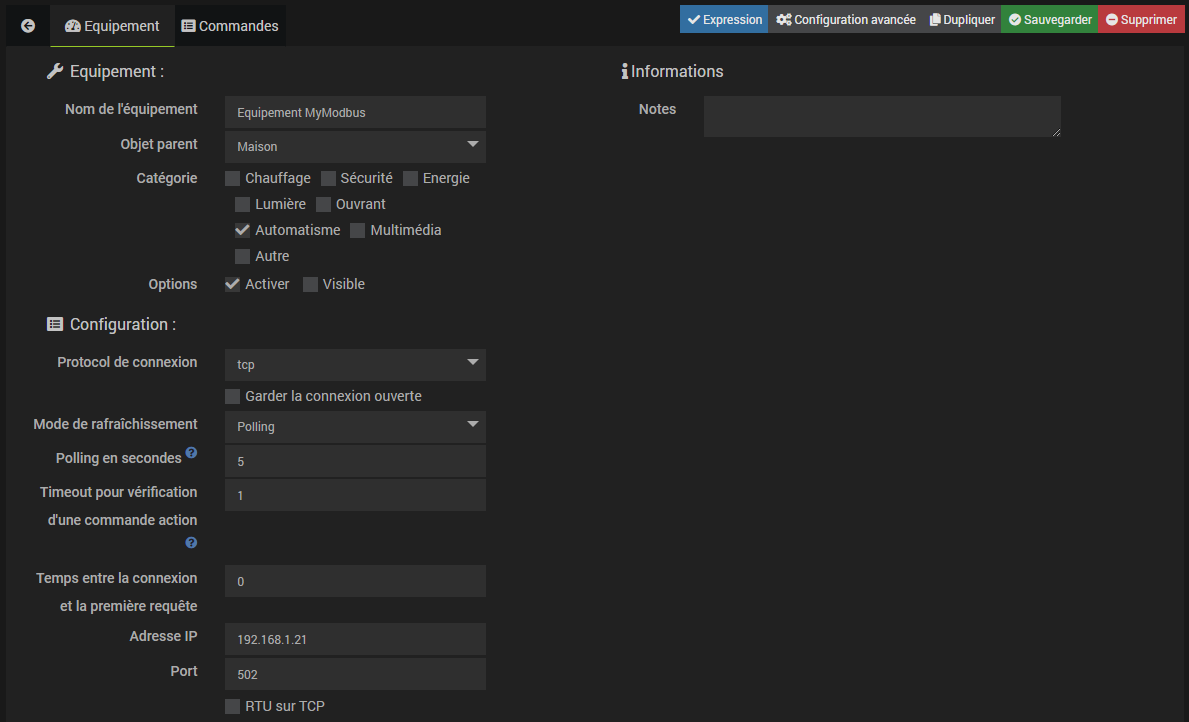 Equipement Commandes Expression Configuration avancée Dupliquer Sauvegarder Supprimer
Equipement :
Nom de l'équipement Equipement MyModbus
Objet parent Maison
Catégorie Chauffage Sécurité Energie
Lumière Ouvrant
Automatisme Multimédia
Autre
Options Activer Visible
Configuration :
Protocol de connexion tcp
Garder la connexion ouverte
Mode de rafraîchissement Polling
Polling en secondes ? 5
Timeout pour vérification 1
d'une commande action
?
Temps entre la connexion 0
et la première requête
Adresse IP 192.168.1.21
Port 502
RTU sur TCP
Informations
Notes